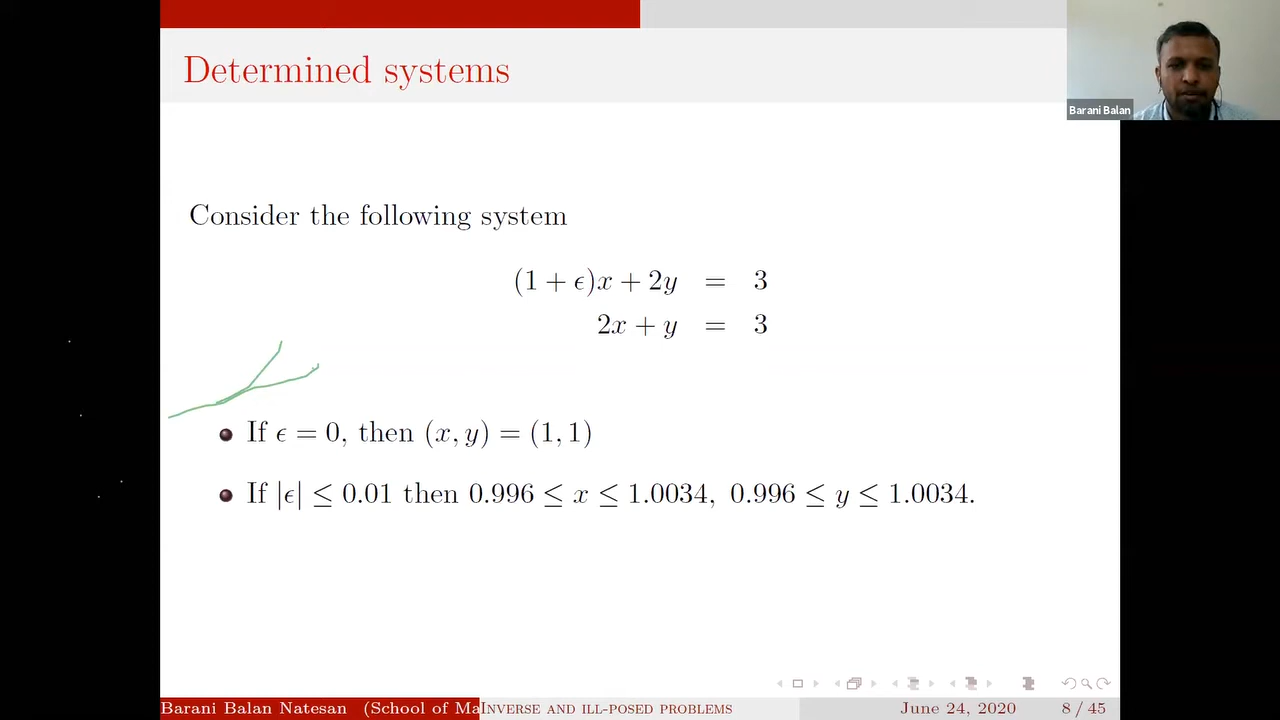 Determined systems
Barani Balan
Consider the following system
(1 + ϵ)x + 2y = 3
2x + y = 3
If ϵ = 0, then (x, y) = (1, 1)
If |ϵ| ≤ 0.01 then 0.996 ≤ x ≤ 1.0034, 0.996 ≤ y ≤ 1.0034.
Barani Balan Natesan (School of Ma INVERSE AND ILL-POSED PROBLEMS June 24, 2020 8 / 45